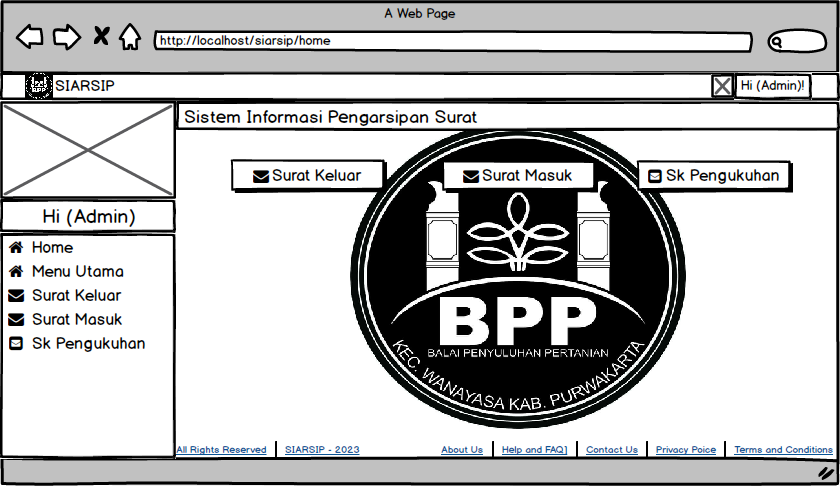 A Web Page
http://localhost/siarsip/home
BPP
SIARSIP
Hi (Admin)!
Sistem Informasi Pengarsipan Surat
Surat Keluar
Surat Masuk
Sk Pengukuhan
Hi (Admin)
Home
Menu Utama
Surat Keluar
Surat Masuk
Sk Pengukuhan
BPP
BALAI PENYULUHAN PERTANIAN
KEC. WANAYASA KAB. PURWAKARTA
All Rights Reserved
SIARSIP - 2023
About Us
Help and FAQ]
Contact Us
Privacy Poice
Terms and Conditions